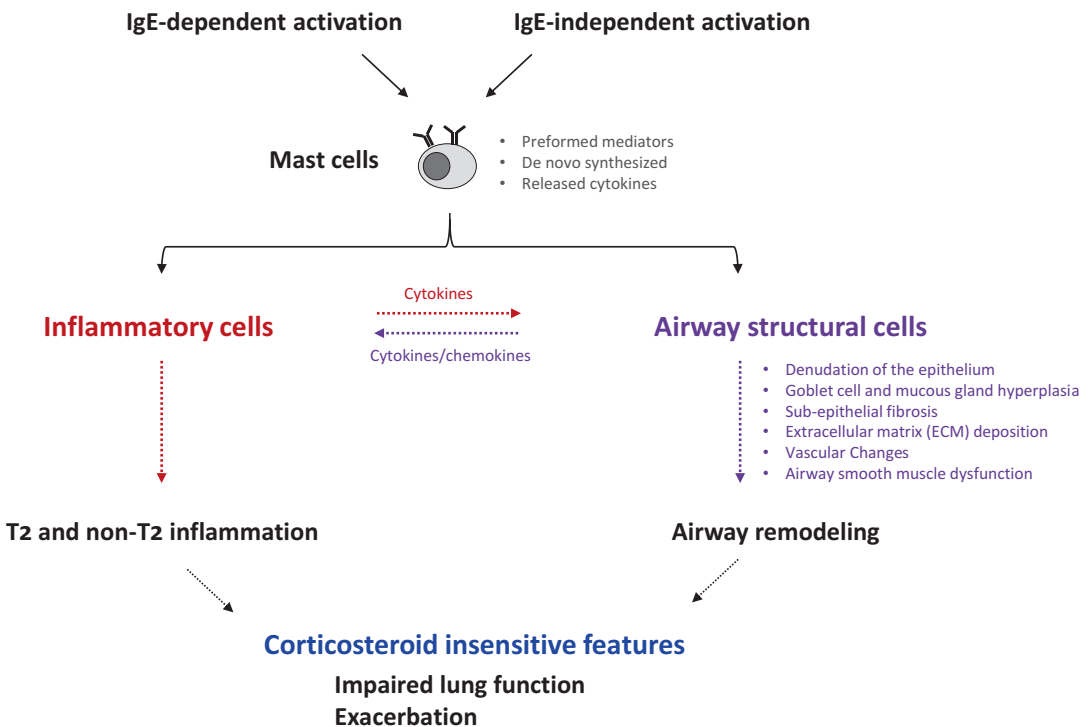 IgE-dependent activation
IgE-independent activation
Mast cells
• Preformed mediators
• De novo synthesized
• Released cytokines
Cytokines
Inflammatory cells
Airway structural cells
Cytokines/chemokines
• Denudation of the epithelium
• Goblet cell and mucous gland hyperplasia
• Sub-epithelial fibrosis
• Extracellular matrix (ECM) deposition
• Vascular Changes
• Airway smooth muscle dysfunction
T2 and non-T2 inflammation
Airway remodeling
Corticosteroid insensitive features
Impaired lung function
Exacerbation